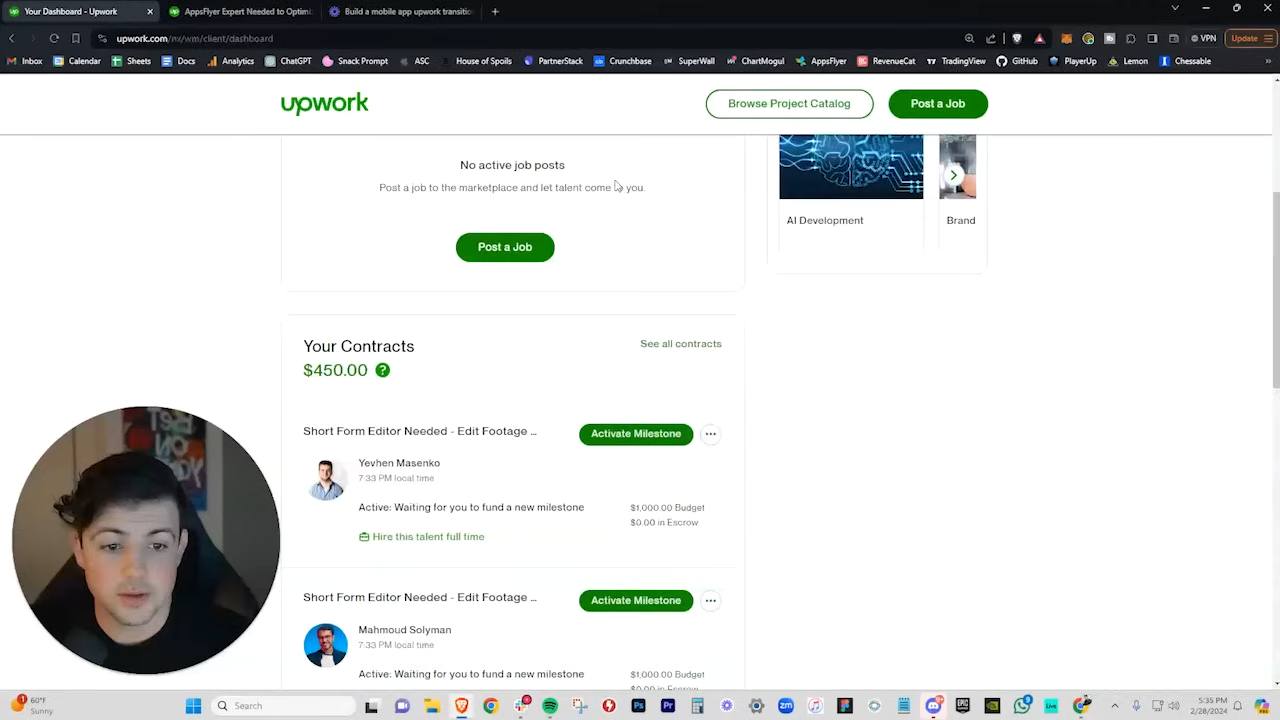 Your Dashboard - Upwork
AppsFlyer Expert Needed to Optimi
Build a mobile app upwork transition
upwork.com/nx/wm/client/dashboard
VPN
Update
Inbox
Calendar
Sheets
Docs
Analytics
ChatGPT
Snack Prompt
ASC
House of Spoils
PartnerStack
Crunchbase
SuperWall
ChartMogul
AppsFlyer
RevenueCat
TradingView
GitHub
PlayerUp
Lemon
Chessable
upwork
Browse Project Catalog
Post a Job
No active job posts
Post a job to the marketplace and let talent come you.
Post a Job
AI Development
Brand
Your Contracts
See all contracts
$450.00 ?
Short Form Editor Needed - Edit Footage ...
Activate Milestone
Yevhen Masenko
7:33 PM local time
Active: Waiting for you to fund a new milestone
$1,000.00 Budget
$0.00 in Escrow
Hire this talent full time
Short Form Editor Needed - Edit Footage ...
Activate Milestone
Mahmoud Solyman
7:33 PM local time
Active: Waiting for you to fund a new milestone
$1,000.00 Budget
$0.00 in Escrow
60°F
Sunny
Search
5:35 PM
2/28/2024